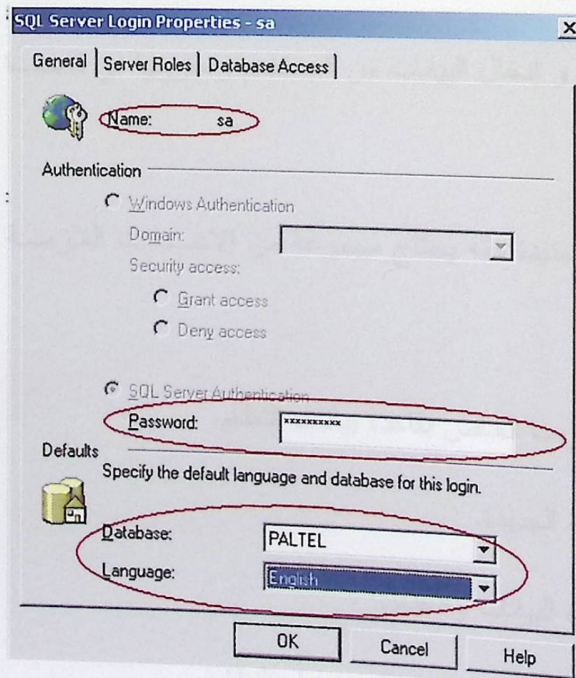 SQL Server Login Properties - sa
General
Server Roles
Database Access
Name: sa
Authentication
Windows Authentication
Domain:
Security access:
Grant access
Deny access
SQL Server Authentication
Password: xxxxxxxxxx
Defaults
Specify the default language and database for this login.
Database: PALTEL
Language: English
OK
Cancel
Help